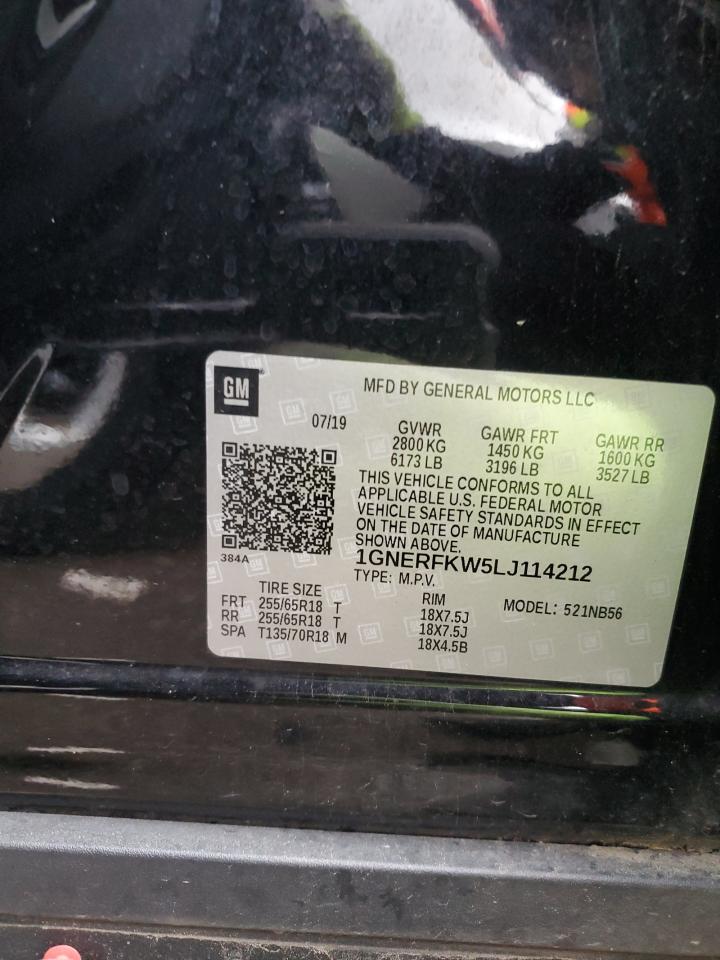 GM
MFD BY GENERAL MOTORS LLC
07/19
GVWR GAWR FRT GAWR RR
2800 KG 1450 KG 1600 KG
6173 LB 3196 LB 3527 LB
THIS VEHICLE CONFORMS TO ALL
APPLICABLE U.S. FEDERAL MOTOR
VEHICLE SAFETY STANDARDS IN EFFECT
ON THE DATE OF MANUFACTURE
SHOWN ABOVE.
384A
1GNERFKW5LJ114212
TYPE: M.P.V.
TIRE SIZE RIM MODEL: 521NB56
FRT 255/65R18 T 18X7.5J
RR 255/65R18 T 18X7.5J
SPA T135/70R18 M 18X4.5B